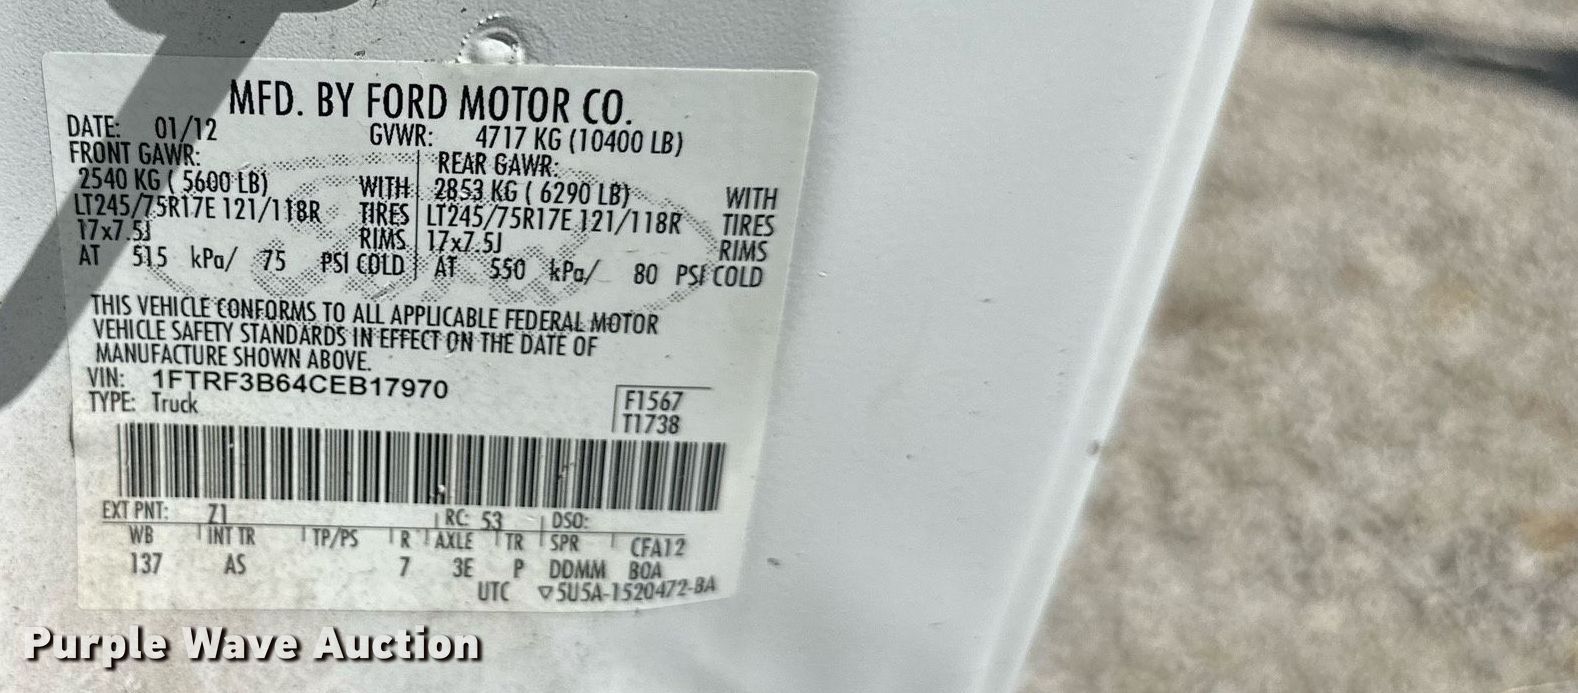 MFD. BY FORD MOTOR CO.
DATE: 01/12 GVWR: 4717 KG (10400 LB)
FRONT GAWR: REAR GAWR:
2540 KG ( 5600 LB) WITH 2853 KG ( 6290 LB) WITH
LT245/75R17E 121/118R TIRES LT245/75R17E 121/118R TIRES
17x7.5J RIMS 17x7.5J RIMS
AT 515 kPa/ 75 PSI COLD AT 550 kPa/ 80 PSI COLD
THIS VEHICLE CONFORMS TO ALL APPLICABLE FEDERAL MOTOR
VEHICLE SAFETY STANDARDS IN EFFECT ON THE DATE OF
MANUFACTURE SHOWN ABOVE.
VIN: 1FTRF3B64CEB17970
TYPE: Truck
F1567
T1738
EXT PNT: Z1 RC: 53 DSO:
WB INT TR TP/PS R AXLE TR SPR CFA12
137 AS 7 3E P DDMM BOA
UTC ▽5U5A-1520472-BA
Purple Wave Auction